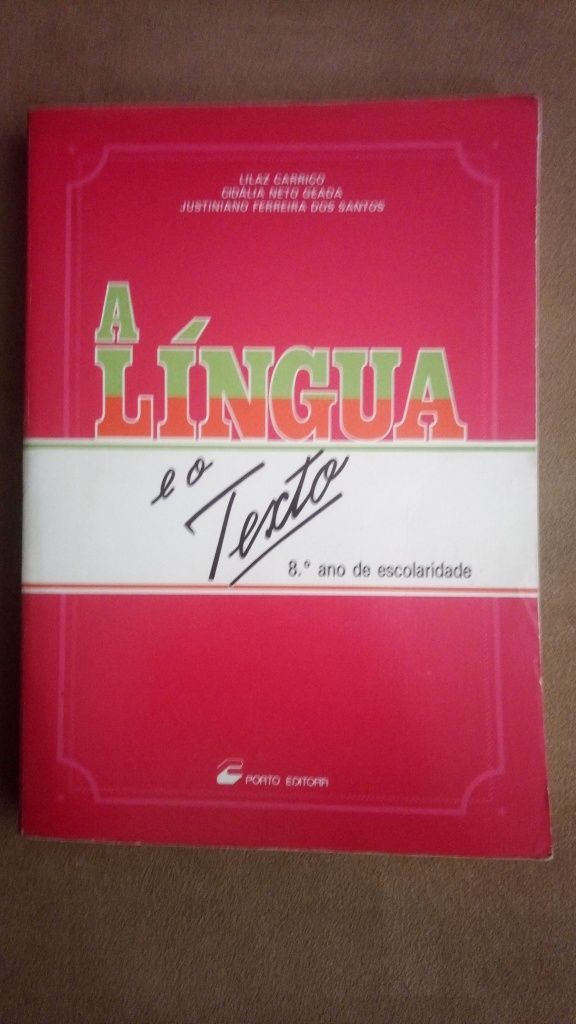 LILAZ CARRIÇO
CIDÁLIA NETO GEADA
JUSTINIANO FERREIRA DOS SANTOS
A
LÍNGUA
e o
Texto
8.º ano de escolaridade
PORTO EDITORA